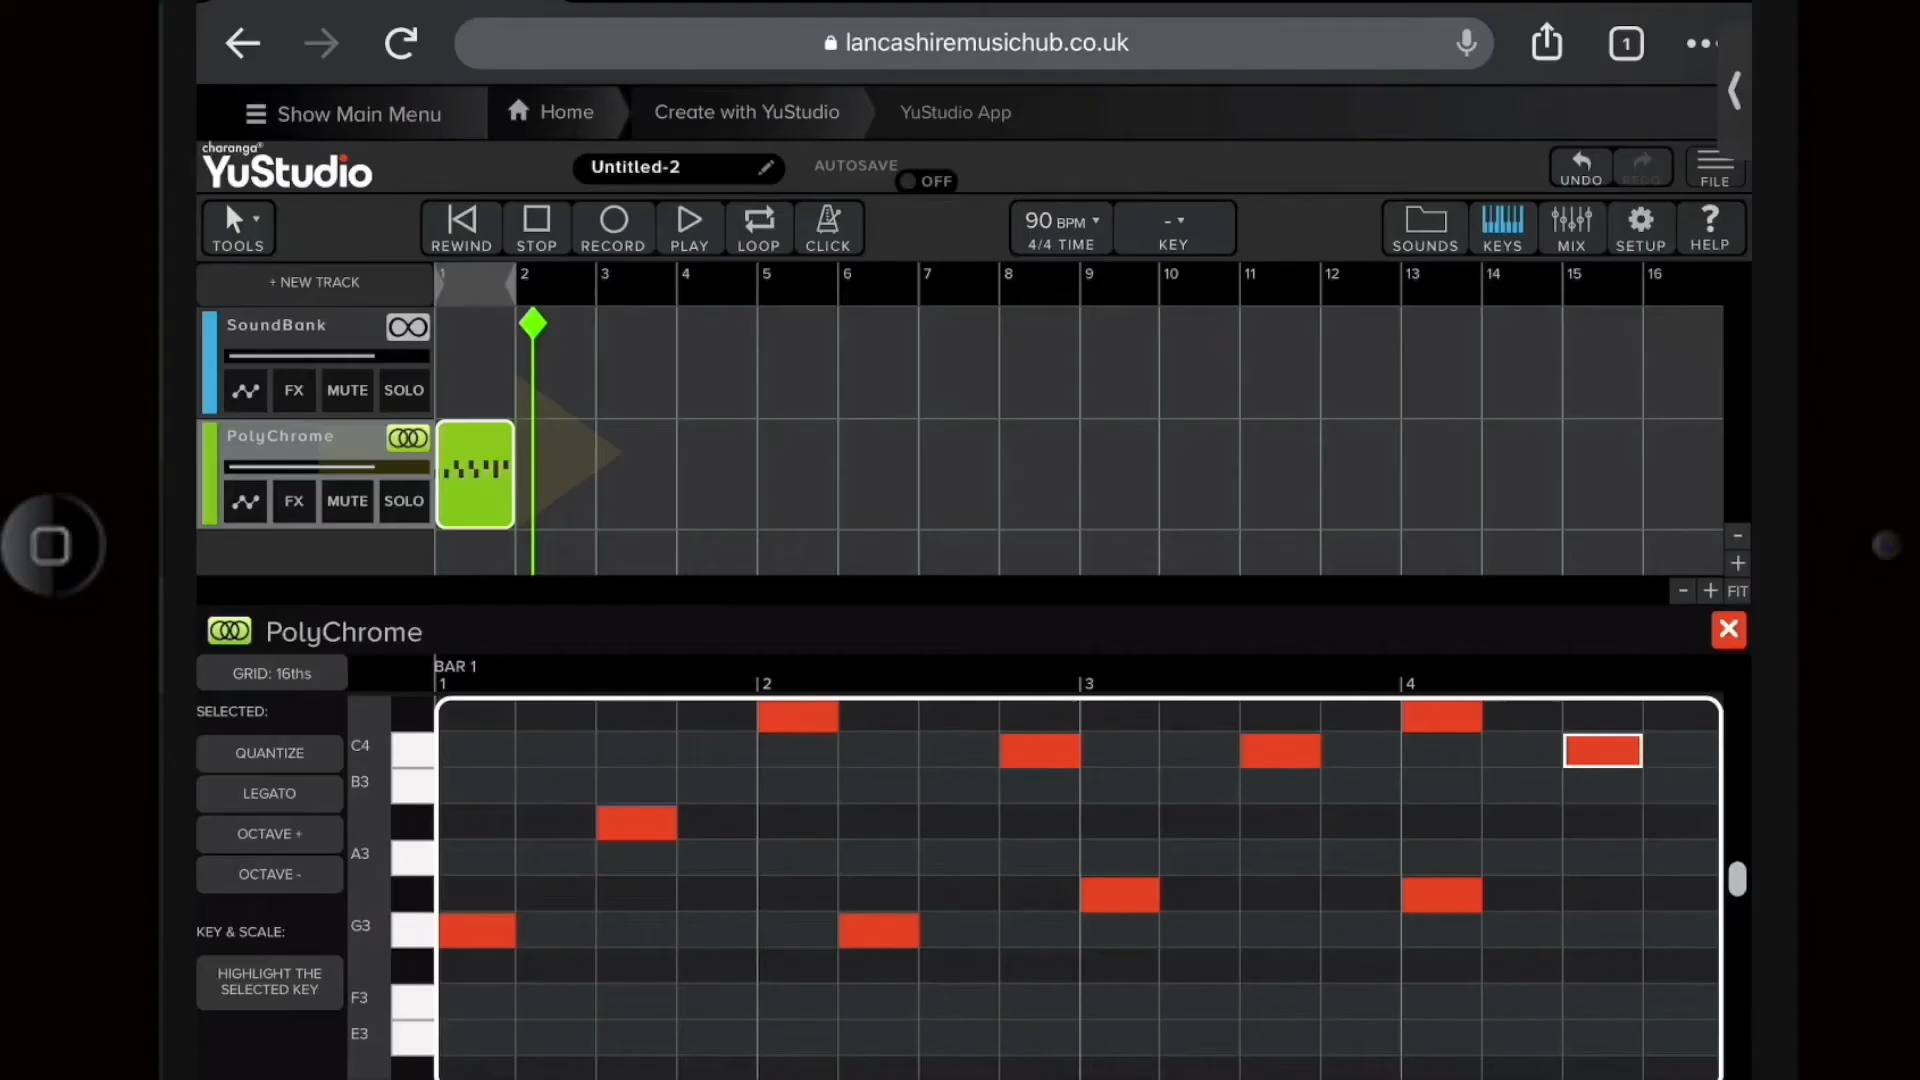 lancashiremusichub.co.uk
1
Show Main Menu
Home
Create with YuStudio
YuStudio App
charanga®
YuStudio
Untitled-2
AUTOSAVE
OFF
UNDO
REDO
FILE
TOOLS
REWIND
STOP
RECORD
PLAY
LOOP
CLICK
90 BPM
4/4 TIME
-
KEY
SOUNDS
KEYS
MIX
SETUP
?
HELP
+ NEW TRACK
1 2 3 4 5 6 7 8 9 10 11 12 13 14 15 16
SoundBank
FX MUTE SOLO
PolyChrome
FX MUTE SOLO
-
+
- + FIT
PolyChrome
GRID: 16ths
BAR 1
1 2 3 4
SELECTED:
QUANTIZE
LEGATO
OCTAVE +
OCTAVE -
KEY & SCALE:
HIGHLIGHT THE
SELECTED KEY
C4
B3
A3
G3
F3
E3